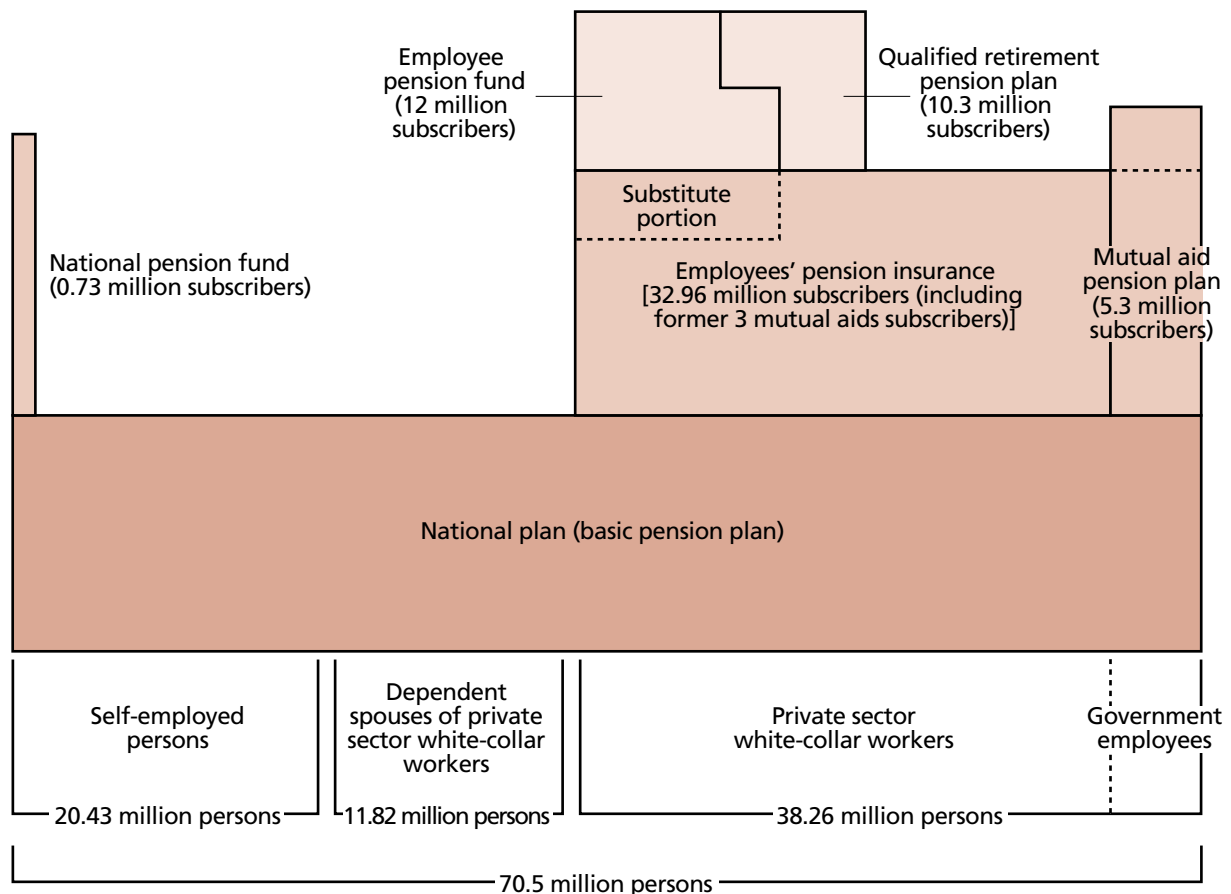 Employee
pension fund
(12 million
subscribers)
Qualified retirement
pension plan
(10.3 million
subscribers)
Substitute
portion
National pension fund
(0.73 million subscribers)
Employees’ pension insurance
[32.96 million subscribers (including
former 3 mutual aids subscribers)]
Mutual aid
pension plan
(5.3 million
subscribers)
National plan (basic pension plan)
Self-employed
persons
Dependent
spouses of private
sector white-collar
workers
Private sector
white-collar workers
Government
employees
20.43 million persons
11.82 million persons
38.26 million persons
70.5 million persons